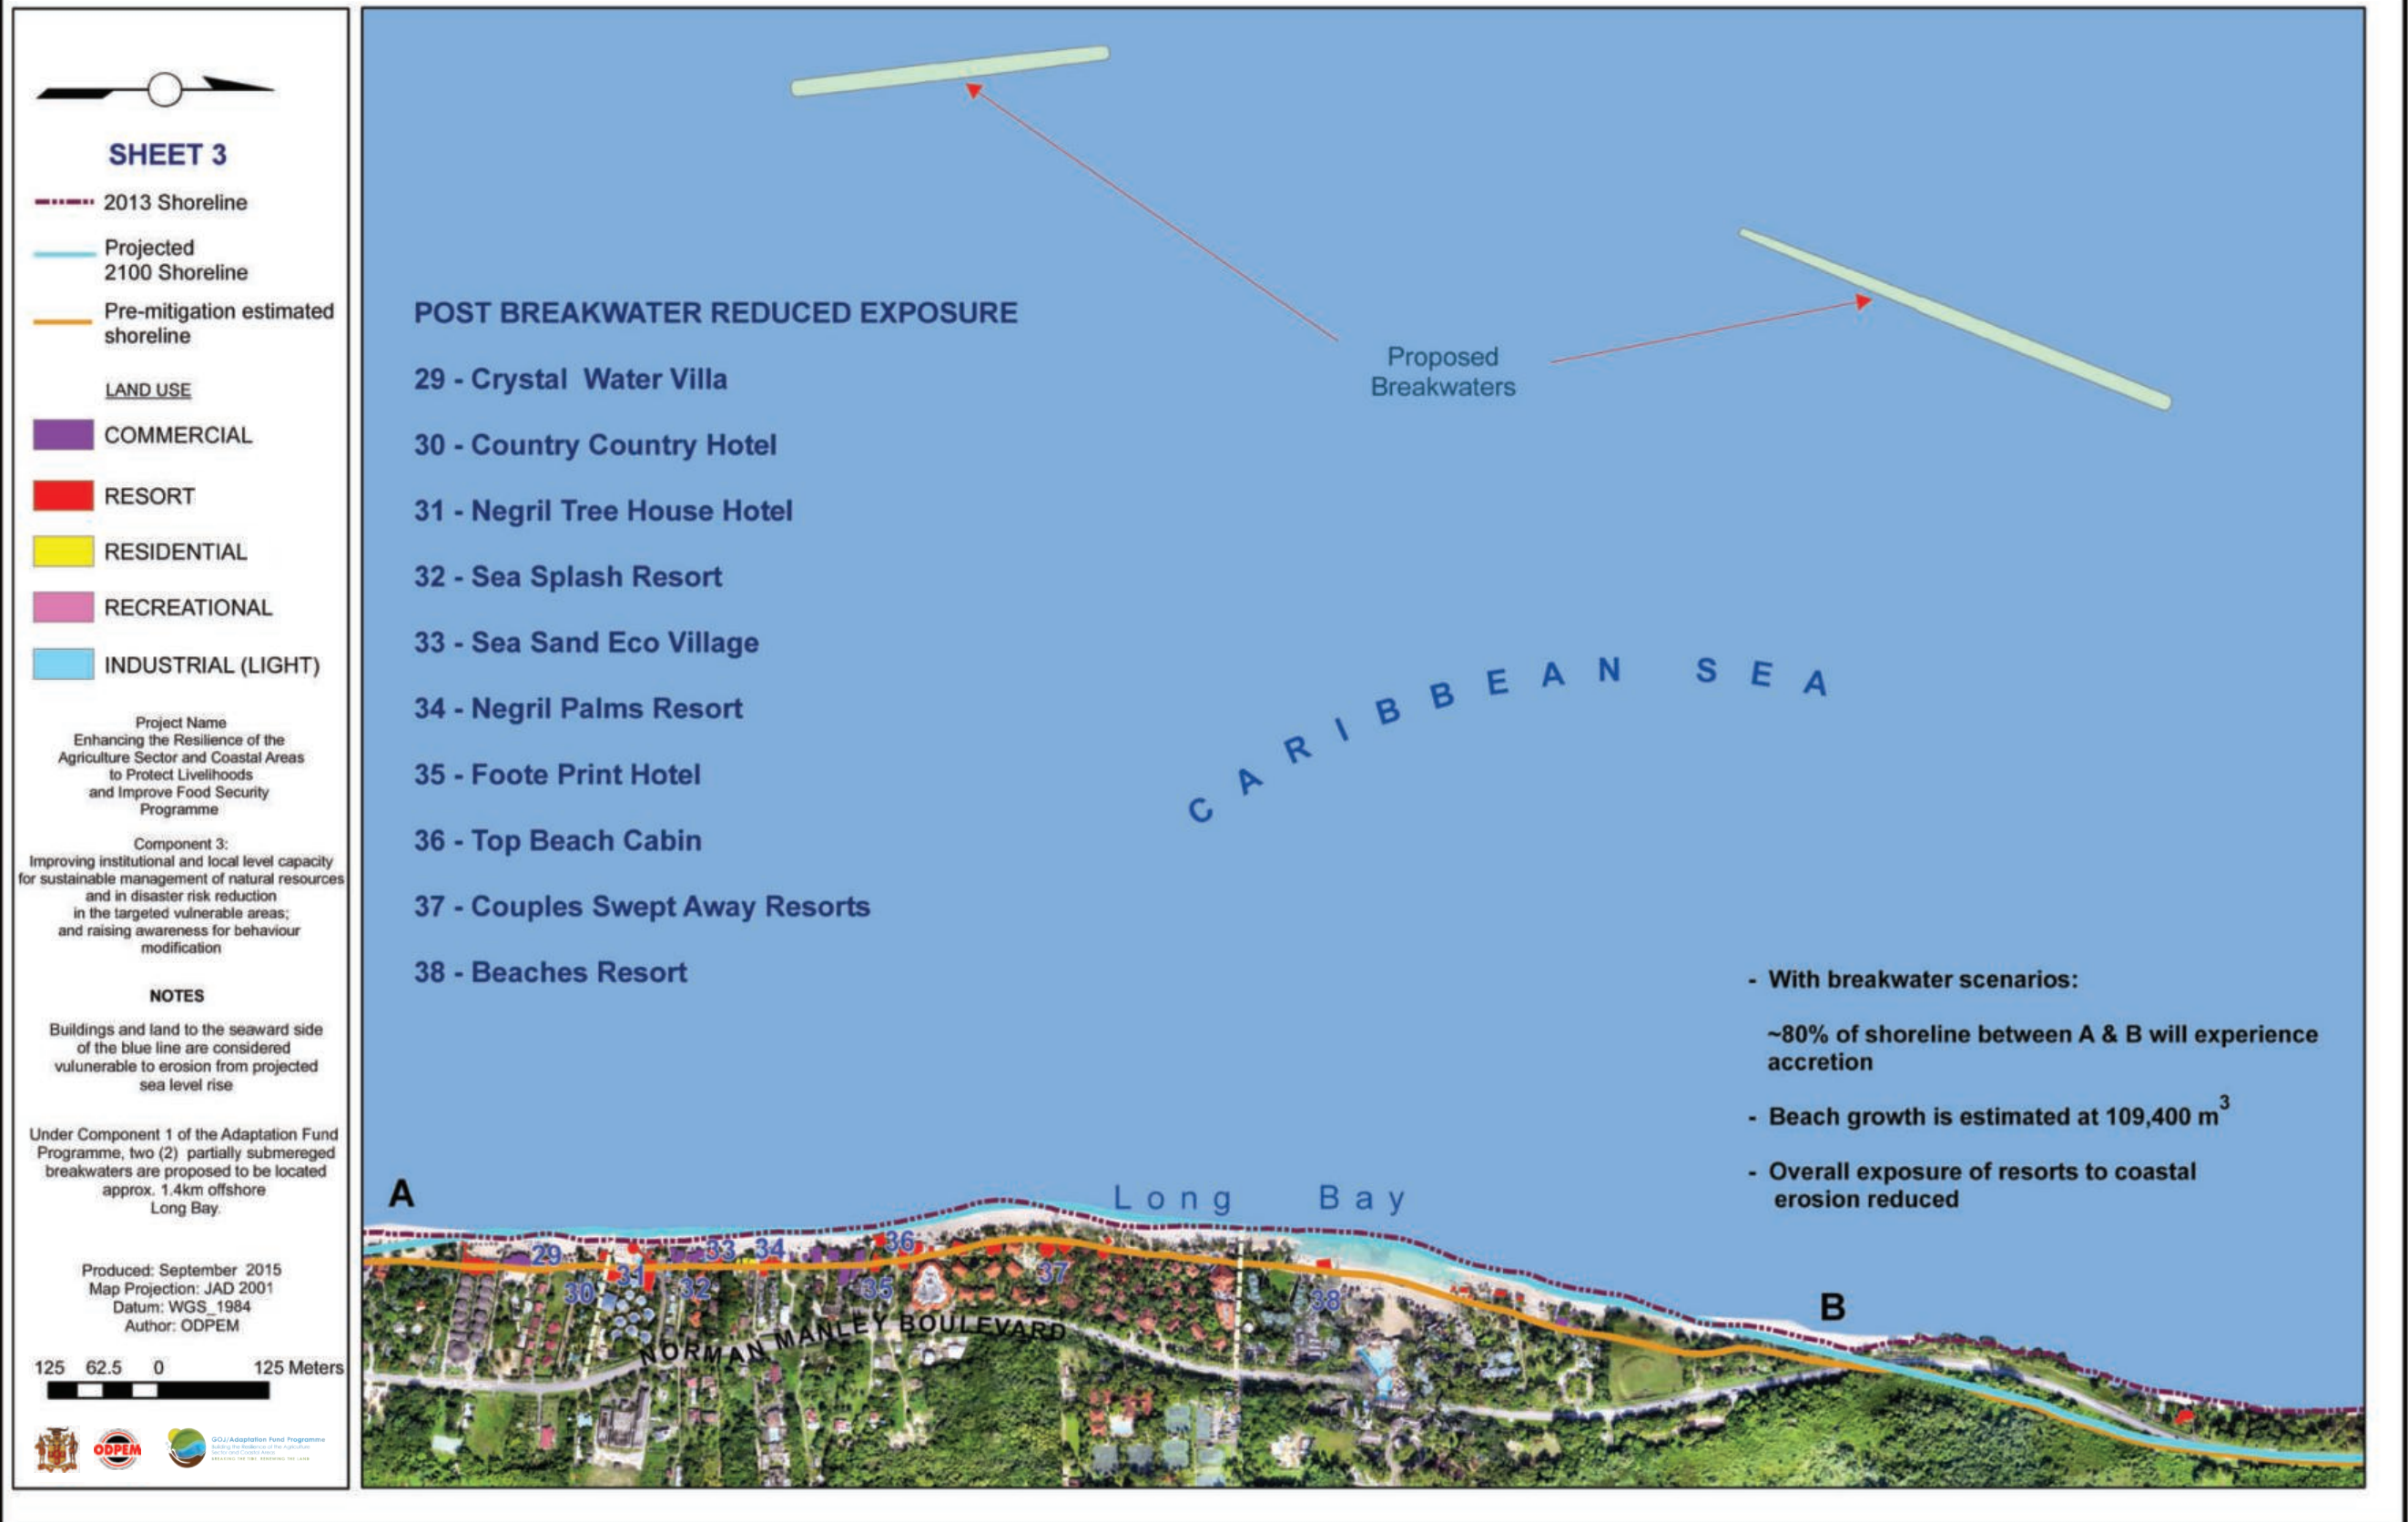 SHEET 3
2013 Shoreline
Projected
2100 Shoreline
Pre-mitigation estimated
shoreline
LAND USE
COMMERCIAL
RESORT
RESIDENTIAL
RECREATIONAL
INDUSTRIAL (LIGHT)
Project Name
Enhancing the Resilience of the
Agriculture Sector and Coastal Areas
to Protect Livelihoods
and Improve Food Security
Programme
Component 3:
Improving institutional and local level capacity
for sustainable management of natural resources
and in disaster risk reduction
in the targeted vulnerable areas;
and raising awareness for behaviour
modification
NOTES
Buildings and land to the seaward side
of the blue line are considered
vulunerable to erosion from projected
sea level rise
Under Component 1 of the Adaptation Fund
Programme, two (2) partially submereged
breakwaters are proposed to be located
approx. 1.4km offshore
Long Bay.
Produced: September 2015
Map Projection: JAD 2001
Datum: WGS_1984
Author: ODPEM
125 62.5 0 125 Meters
ODPEM
GOJ/Adaptation Fund Programme
POST BREAKWATER REDUCED EXPOSURE
29 - Crystal Water Villa
30 - Country Country Hotel
31 - Negril Tree House Hotel
32 - Sea Splash Resort
33 - Sea Sand Eco Village
34 - Negril Palms Resort
35 - Foote Print Hotel
36 - Top Beach Cabin
37 - Couples Swept Away Resorts
38 - Beaches Resort
Proposed
Breakwaters
CARIBBEAN SEA
- With breakwater scenarios:
~80% of shoreline between A & B will experience
accretion
- Beach growth is estimated at 109,400 m³
- Overall exposure of resorts to coastal
erosion reduced
A
Long Bay
B
29
30
31
32
33
34
35
36
37
38
NORMAN MANLEY BOULEVARD